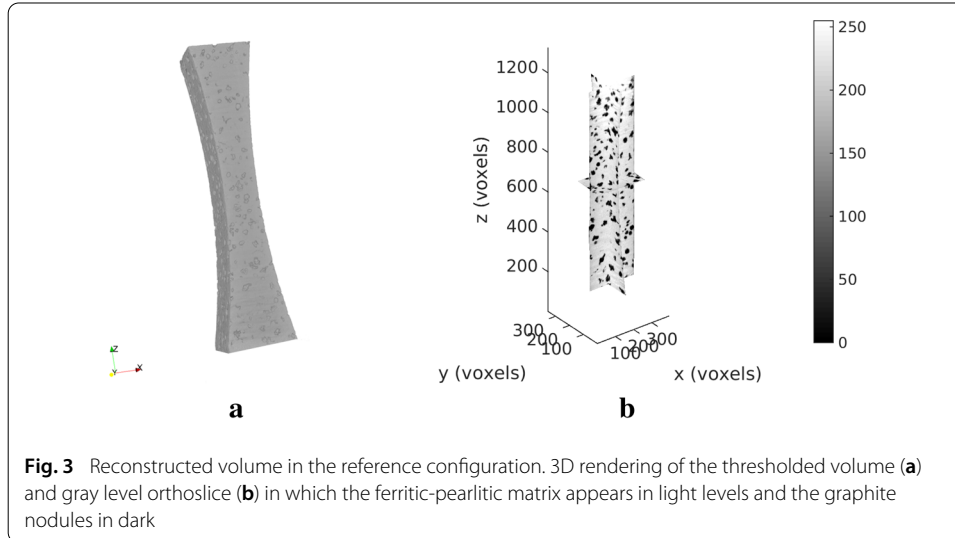 250
200
150
100
50
0
1200
1000
800
600
400
200
z (voxels)
300
200
100
y (voxels)
100
200
300
x (voxels)
Z
Y
X
a
b
Fig. 3 Reconstructed volume in the reference configuration. 3D rendering of the thresholded volume (a)
and gray level orthoslice (b) in which the ferritic-pearlitic matrix appears in light levels and the graphite
nodules in dark